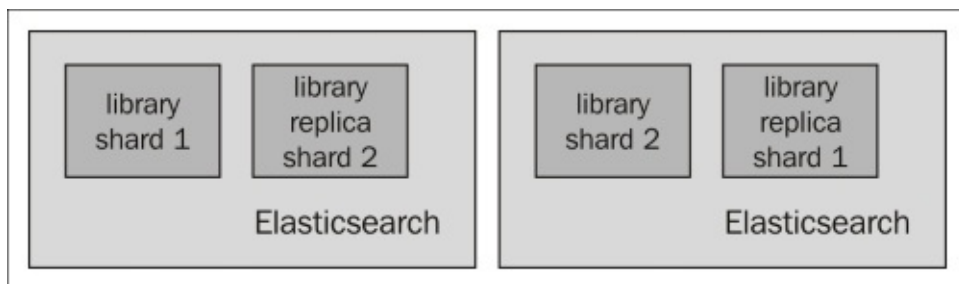 library
shard 1
library
replica
shard 2
Elasticsearch
library
shard 2
library
replica
shard 1
Elasticsearch